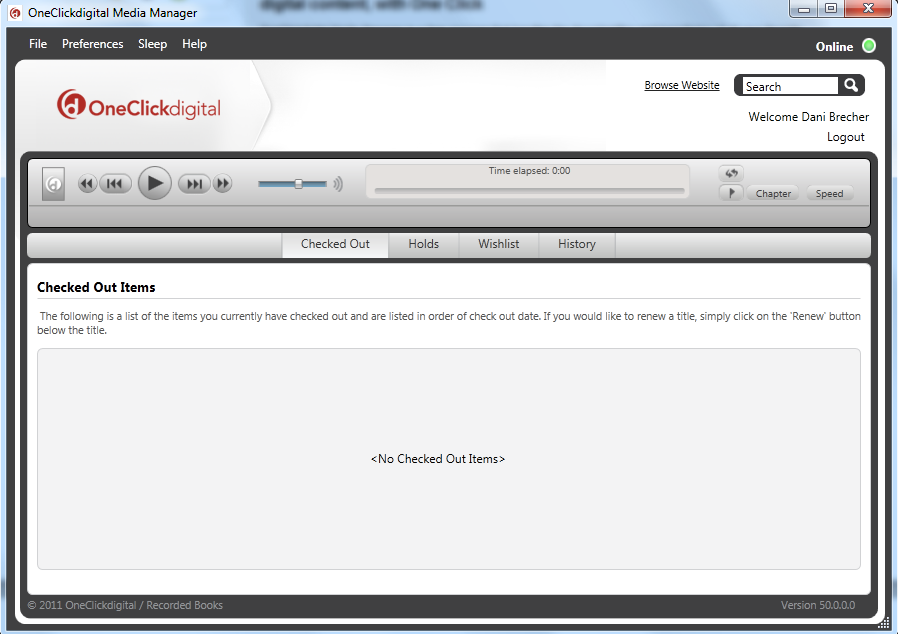 OneClickdigital Media Manager
digital content, with One Click
File Preferences Sleep Help
Online
OneClickdigital
Browse Website
Search
Welcome Dani Brecher
Logout
Time elapsed: 0:00
Chapter Speed
Checked Out Holds Wishlist History
Checked Out Items
The following is a list of the items you currently have checked out and are listed in order of check out date. If you would like to renew a title, simply click on the `Renew` button
below the title.
<No Checked Out Items>
© 2011 OneClickdigital / Recorded Books
Version 50.0.0.0